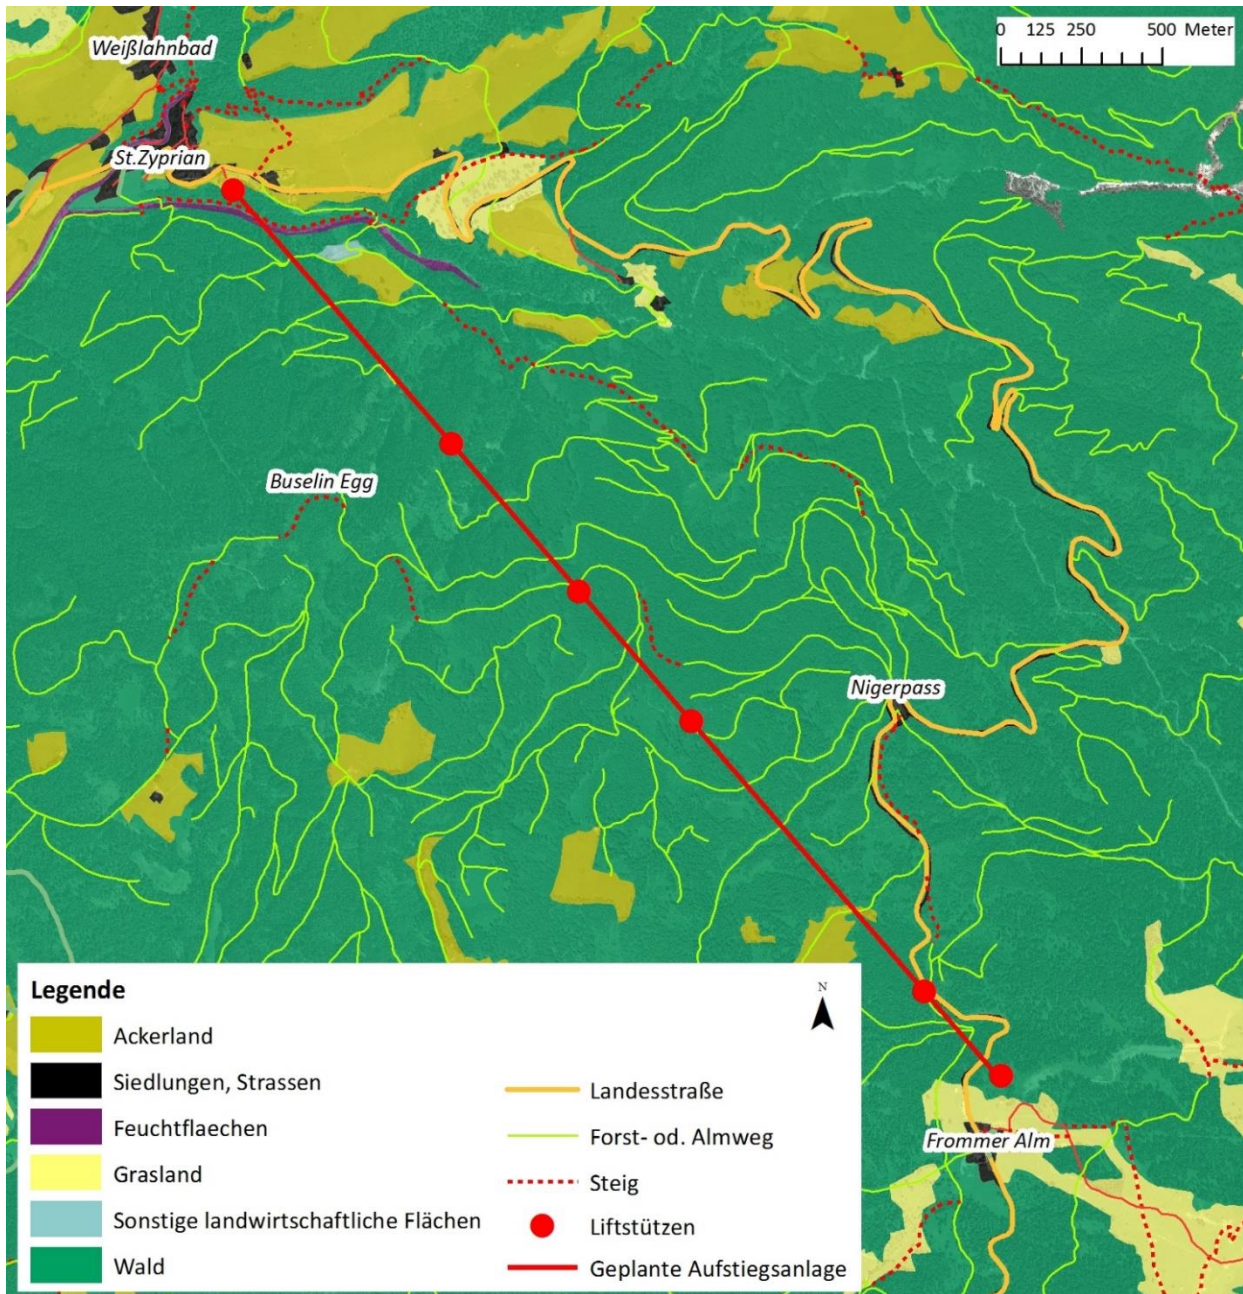 Weißlahnbad
0 125 250 500 Meter
St.Zyprian
Buselin Egg
Nigerpass
Frommer Alm
Legende
N
Ackerland
Siedlungen, Strassen
Feuchtflaechen
Grasland
Sonstige landwirtschaftliche Flächen
Wald
Landesstraße
Forst- od. Almweg
Steig
Liftstützen
Geplante Aufstiegsanlage